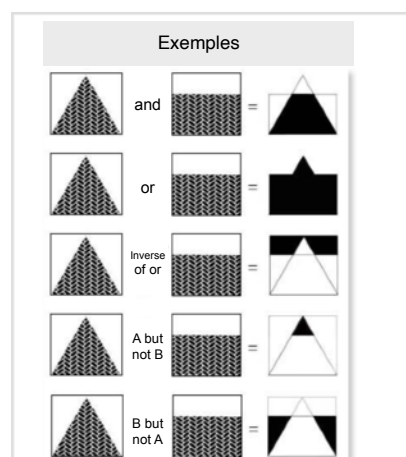 Exemples
and
=
or
=
Inverse
of or
=
A but
not B
=
B but
not A
=